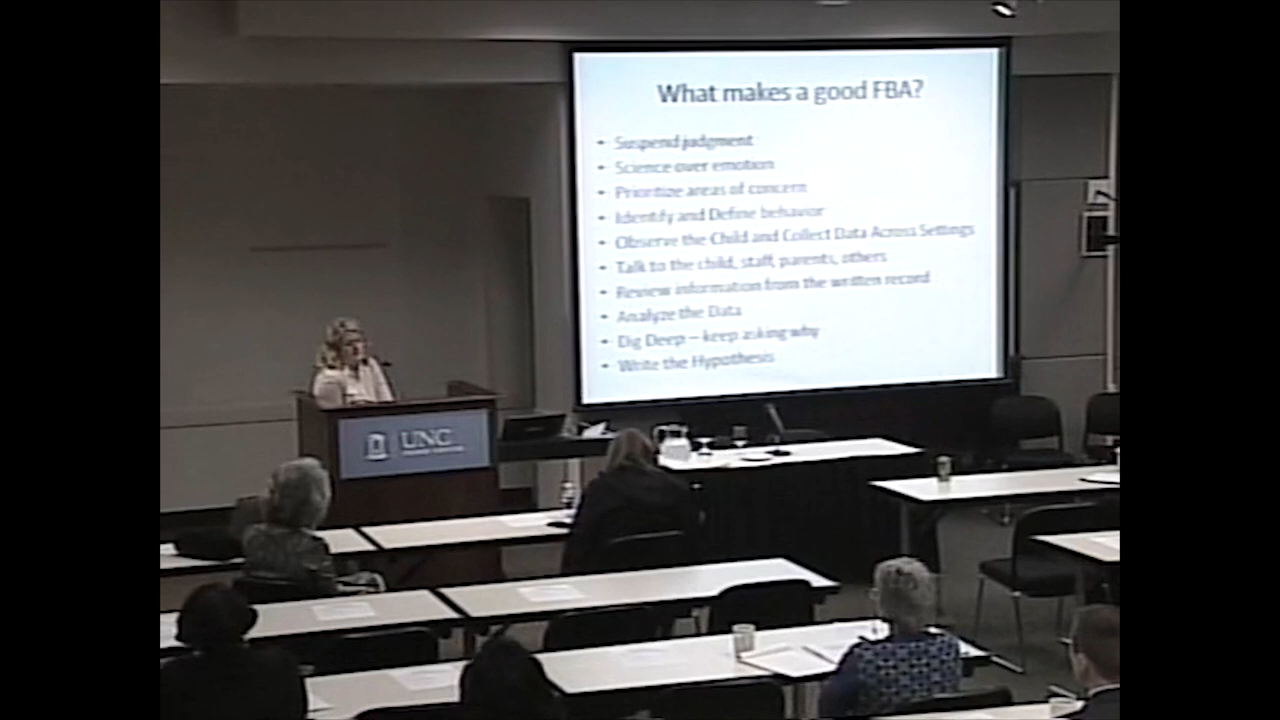 What makes a good FBA?
• Suspend judgment
• Science over emotion
• Prioritize areas of concern
• Identify and Define behavior
• Observe the Child and Collect Data Across Settings
• Talk to the child, staff, parents, others
• Review information from the written record
• Analyze the Data
• Dig Deep – keep asking why
• Write the Hypothesis
UNC